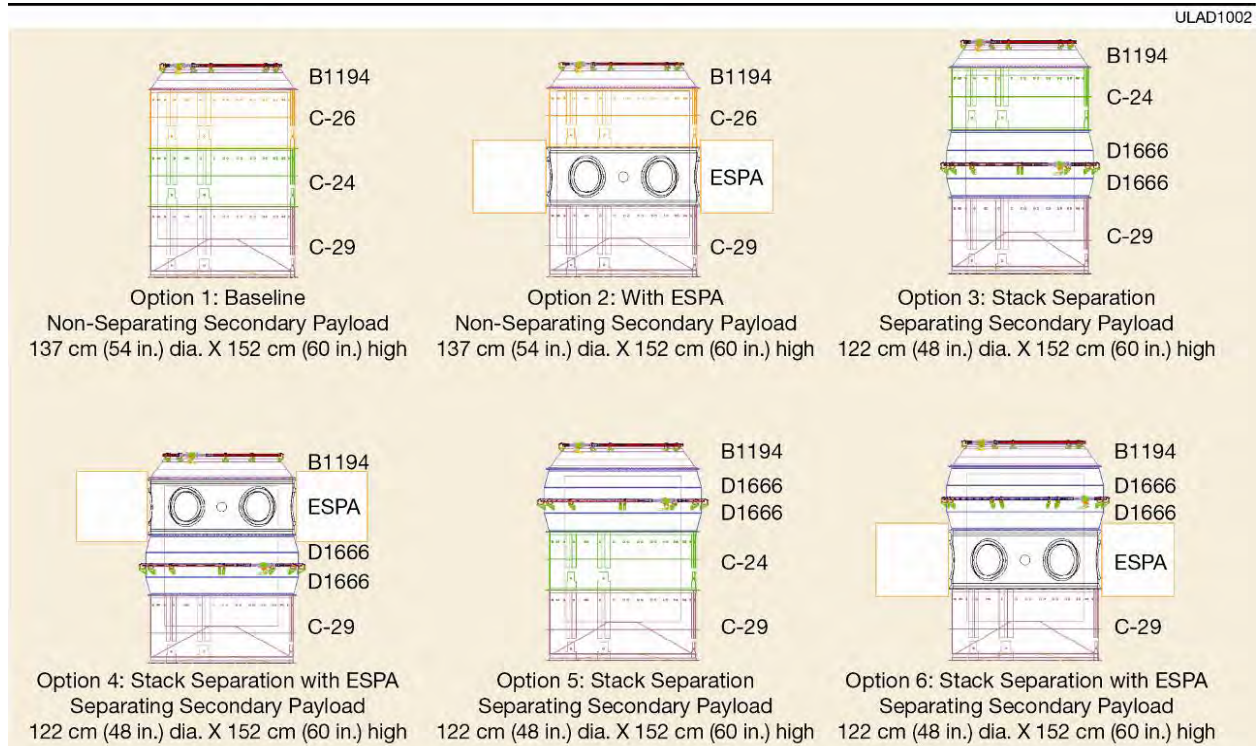 ULAD1002
B1194
C-26
C-24
C-29
Option 1: Baseline
Non-Separating Secondary Payload
137 cm (54 in.) dia. X 152 cm (60 in.) high
B1194
C-26
ESPA
C-29
Option 2: With ESPA
Non-Separating Secondary Payload
137 cm (54 in.) dia. X 152 cm (60 in.) high
B1194
C-24
D1666
D1666
C-29
Option 3: Stack Separation
Separating Secondary Payload
122 cm (48 in.) dia. X 152 cm (60 in.) high
B1194
ESPA
D1666
D1666
C-29
Option 4: Stack Separation with ESPA
Separating Secondary Payload
122 cm (48 in.) dia. X 152 cm (60 in.) high
B1194
D1666
D1666
C-24
C-29
Option 5: Stack Separation
Separating Secondary Payload
122 cm (48 in.) dia. X 152 cm (60 in.) high
B1194
D1666
D1666
ESPA
C-29
Option 6: Stack Separation with ESPA
Separating Secondary Payload
122 cm (48 in.) dia. X 152 cm (60 in.) high